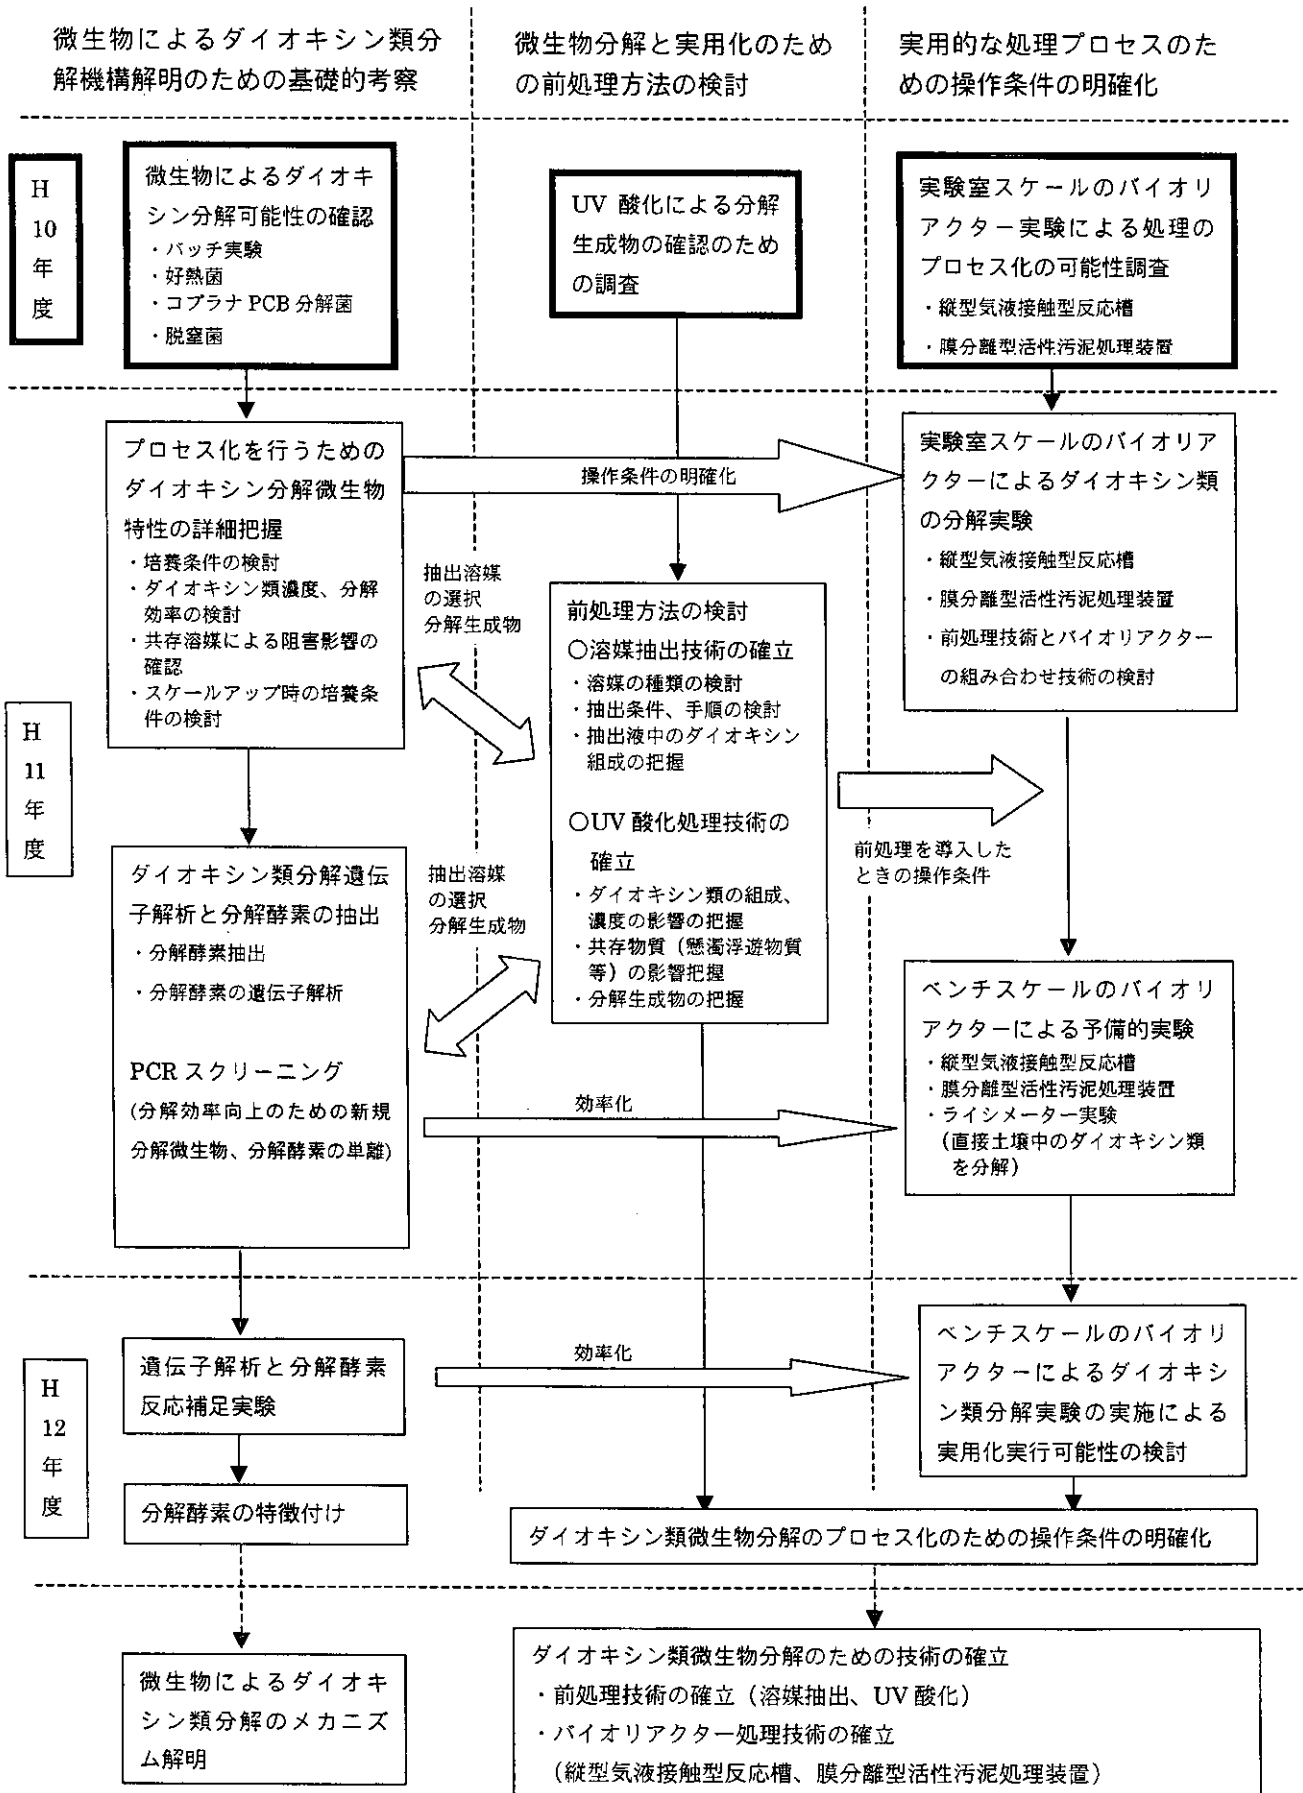 微生物によるダイオキシン類分
解機構解明のための基礎的考察
微生物分解と実用化のため
の前処理方法の検討
実用的な処理プロセスのた
めの操作条件の明確化
H
10
年
度
微生物によるダイオキ
シン分解可能性の確認
・バッチ実験
・好熱菌
・コプラナ PCB 分解菌
・脱窒菌
UV 酸化による分解
生成物の確認のため
の調査
実験室スケールのバイオリ
アクター実験による処理の
プロセス化の可能性調査
・縦型気液接触型反応槽
・膜分離型活性汚泥処理装置
H
11
年
度
プロセス化を行うための
ダイオキシン分解微生物
特性の詳細把握
・培養条件の検討
・ダイオキシン類濃度、分解
効率の検討
・共存溶媒による阻害影響の
確認
・スケールアップ時の培養条
件の検討
操作条件の明確化
実験室スケールのバイオリア
クターによるダイオキシン類
の分解実験
・縦型気液接触型反応槽
・膜分離型活性汚泥処理装置
・前処理技術とバイオリアクター
の組み合わせ技術の検討
抽出溶媒
の選択
分解生成物
前処理方法の検討
○溶媒抽出技術の確立
・溶媒の種類の検討
・抽出条件、手順の検討
・抽出液中のダイオキシン
組成の把握
○UV 酸化処理技術の
確立
・ダイオキシン類の組成、
濃度の影響の把握
・共存物質（懸濁浮遊物質
等）の影響把握
・分解生成物の把握
前処理を導入した
ときの操作条件
ダイオキシン類分解遺伝
子解析と分解酵素の抽出
・分解酵素抽出
・分解酵素の遺伝子解析
PCR スクリーニング
(分解効率向上のための新規
分解微生物、分解酵素の単離)
抽出溶媒
の選択
分解生成物
効率化
ベンチスケールのバイオリ
アクターによる予備的実験
・縦型気液接触型反応槽
・膜分離型活性汚泥処理装置
・ライシメーター実験
（直接土壌中のダイオキシン類
を分解）
H
12
年
度
遺伝子解析と分解酵素
反応補足実験
効率化
ベンチスケールのバイオリ
アクターによるダイオキシ
ン類分解実験の実施による
実用化実行可能性の検討
分解酵素の特徴付け
ダイオキシン類微生物分解のプロセス化のための操作条件の明確化
微生物によるダイオキ
シン類分解のメカニズ
ム解明
ダイオキシン類微生物分解のための技術の確立
・前処理技術の確立（溶媒抽出、UV 酸化）
・バイオリアクター処理技術の確立
（縦型気液接触型反応槽、膜分離型活性汚泥処理装置）